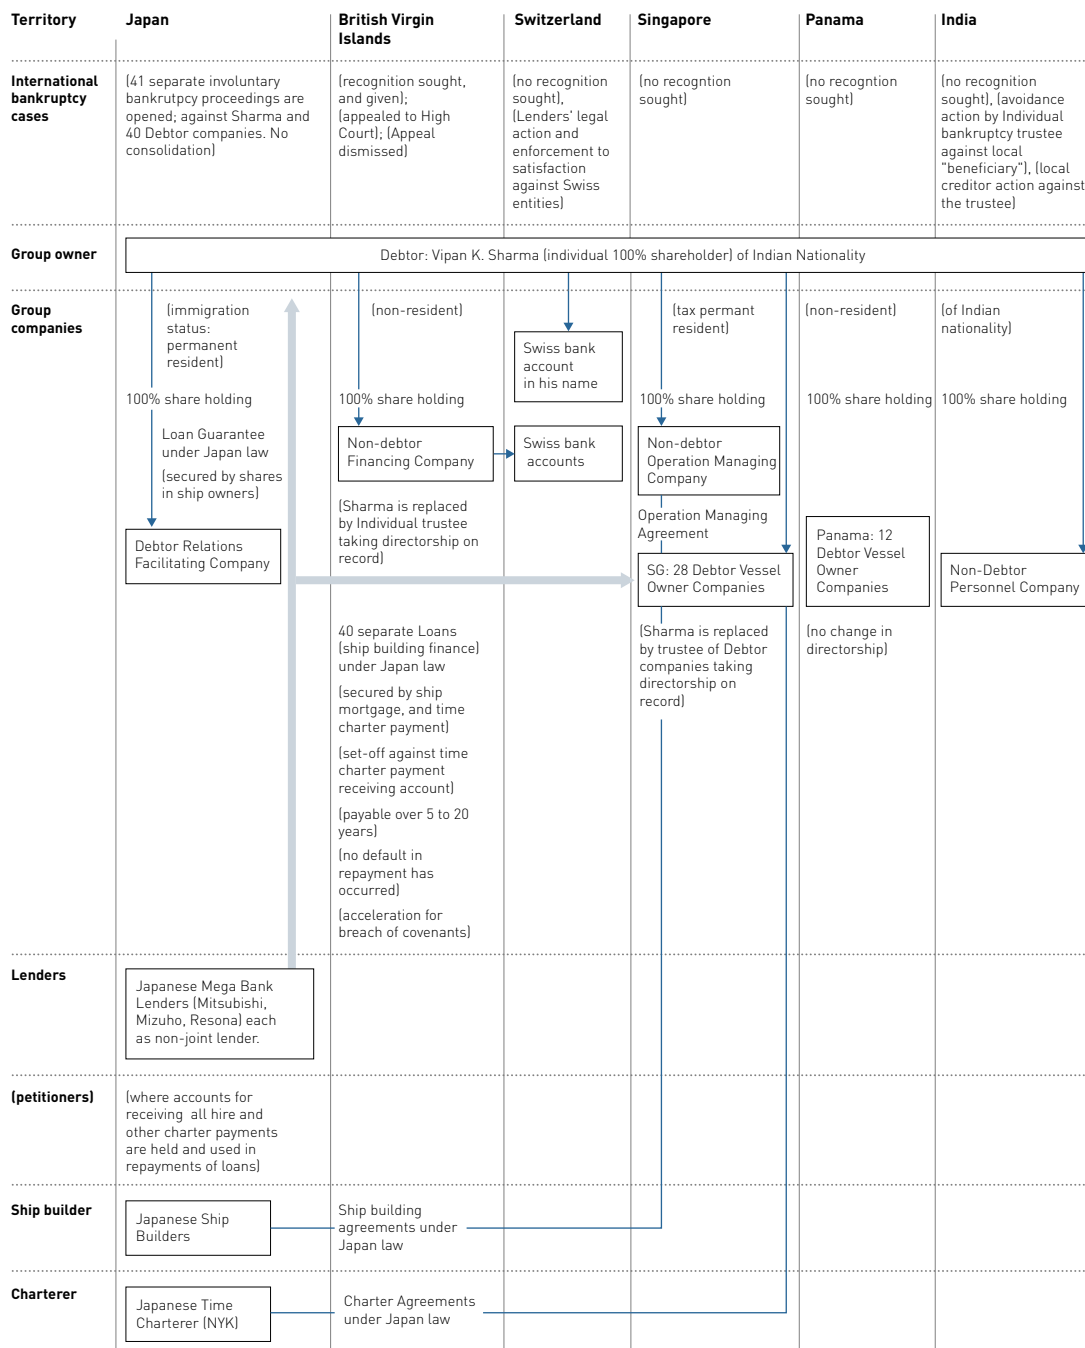 Territory
Japan
British Virgin
Islands
Switzerland
Singapore
Panama
India
International
bankruptcy
cases
(41 separate involuntary
bankrutpcy proceedings are
opened; against Sharma and
40 Debtor companies. No
consolidation)
(recognition sought,
and given);
(appealed to High
Court); (Appeal
dismissed)
(no recognition
sought),
(Lenders' legal
action and
enforcement to
satisfaction
against Swiss
entities)
(no recogntion
sought)
(no recogntion
sought)
(no recognition
sought), (avoidance
action by Individual
bankruptcy trustee
against local
"beneficiary"), (local
creditor action against
the trustee)
Group owner
Debtor: Vipan K. Sharma (individual 100% shareholder) of Indian Nationality
Group
companies
(immigration
status:
permanent
resident)
100% share holding
Loan Guarantee
under Japan law
(secured by shares
in ship owners)
Debtor Relations
Facilitating Company
(non-resident)
100% share holding
Non-debtor
Financing Company
(Sharma is replaced
by Individual trustee
taking directorship on
record)
40 separate Loans
(ship building finance)
under Japan law
(secured by ship
mortgage, and time
charter payment)
(set-off against time
charter payment
receiving account)
(payable over 5 to 20
years)
(no default in
repayment has
occurred)
(acceleration for
breach of covenants)
Swiss bank
account
in his name
Swiss bank
accounts
(tax permant
resident)
100% share holding
Non-debtor
Operation Managing
Company
Operation Managing
Agreement
SG: 28 Debtor Vessel
Owner Companies
(Sharma is replaced
by trustee of Debtor
companies taking
directorship on
record)
(non-resident)
100% share holding
Panama: 12
Debtor Vessel
Owner
Companies
(no change in
directorship)
(of Indian
nationality)
100% share holding
Non-Debtor
Personnel Company
Lenders
Japanese Mega Bank
Lenders (Mitsubishi,
Mizuho, Resona) each
as non-joint lender.
(petitioners)
(where accounts for
receiving all hire and
other charter payments
are held and used in
repayments of loans)
Ship builder
Japanese Ship
Builders
Ship building
agreements under
Japan law
Charterer
Japanese Time
Charterer (NYK)
Charter Agreements
under Japan law